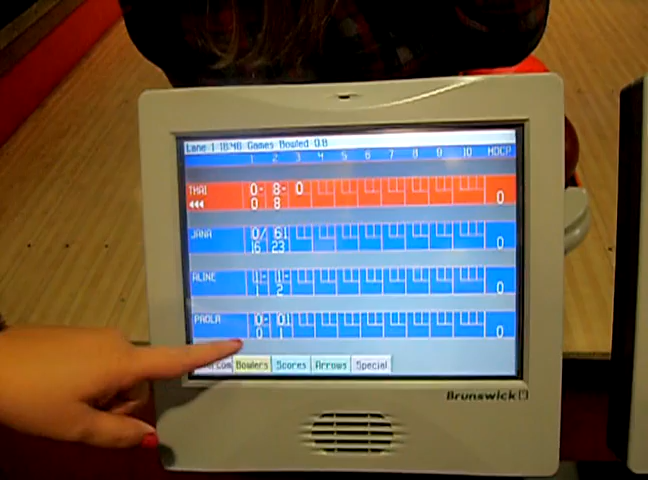 Lane 1 18:48 Games Bowled 0.8
1 2 3 4 5 6 7 8 9 10 HDCP
THAI 0- 8- 0
0 8 0
JANA 0/ 61
16 23 0
ALINE 1- 1-
1 2 0
PAOLA 0- 01
0 1 0
Bowlers Scores Arrows Special
Brunswick